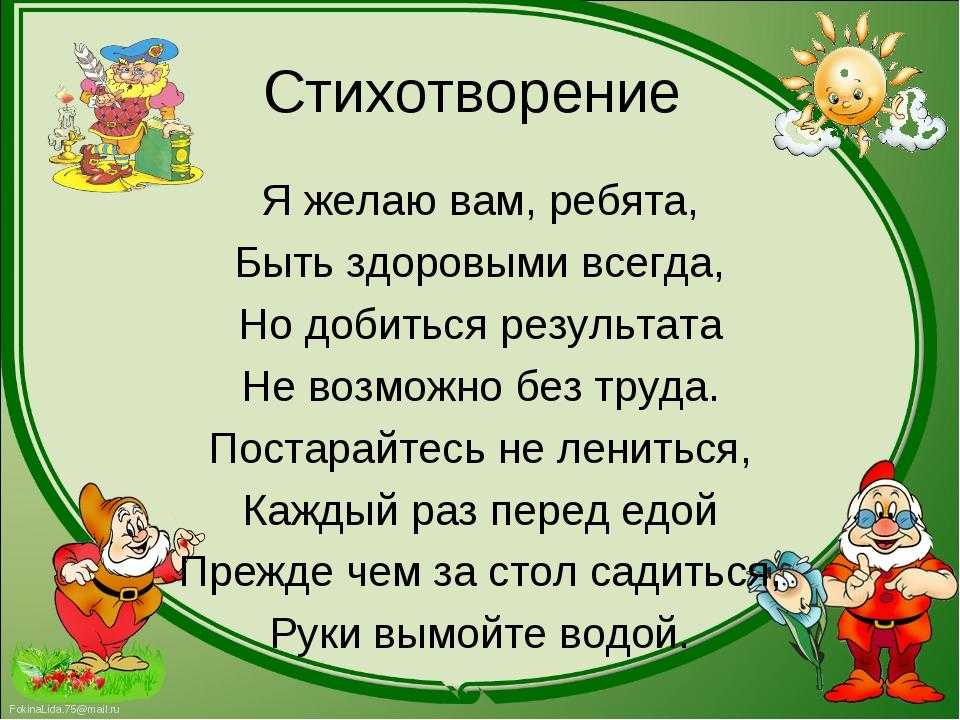 Стихотворение
Я желаю вам, ребята,
Быть здоровыми всегда,
Но добиться результата
Не возможно без труда.
Постарайтесь не лениться,
Каждый раз перед едой
Прежде чем за стол садиться,
Руки вымойте водой.
FokinaLida.75@mail.ru